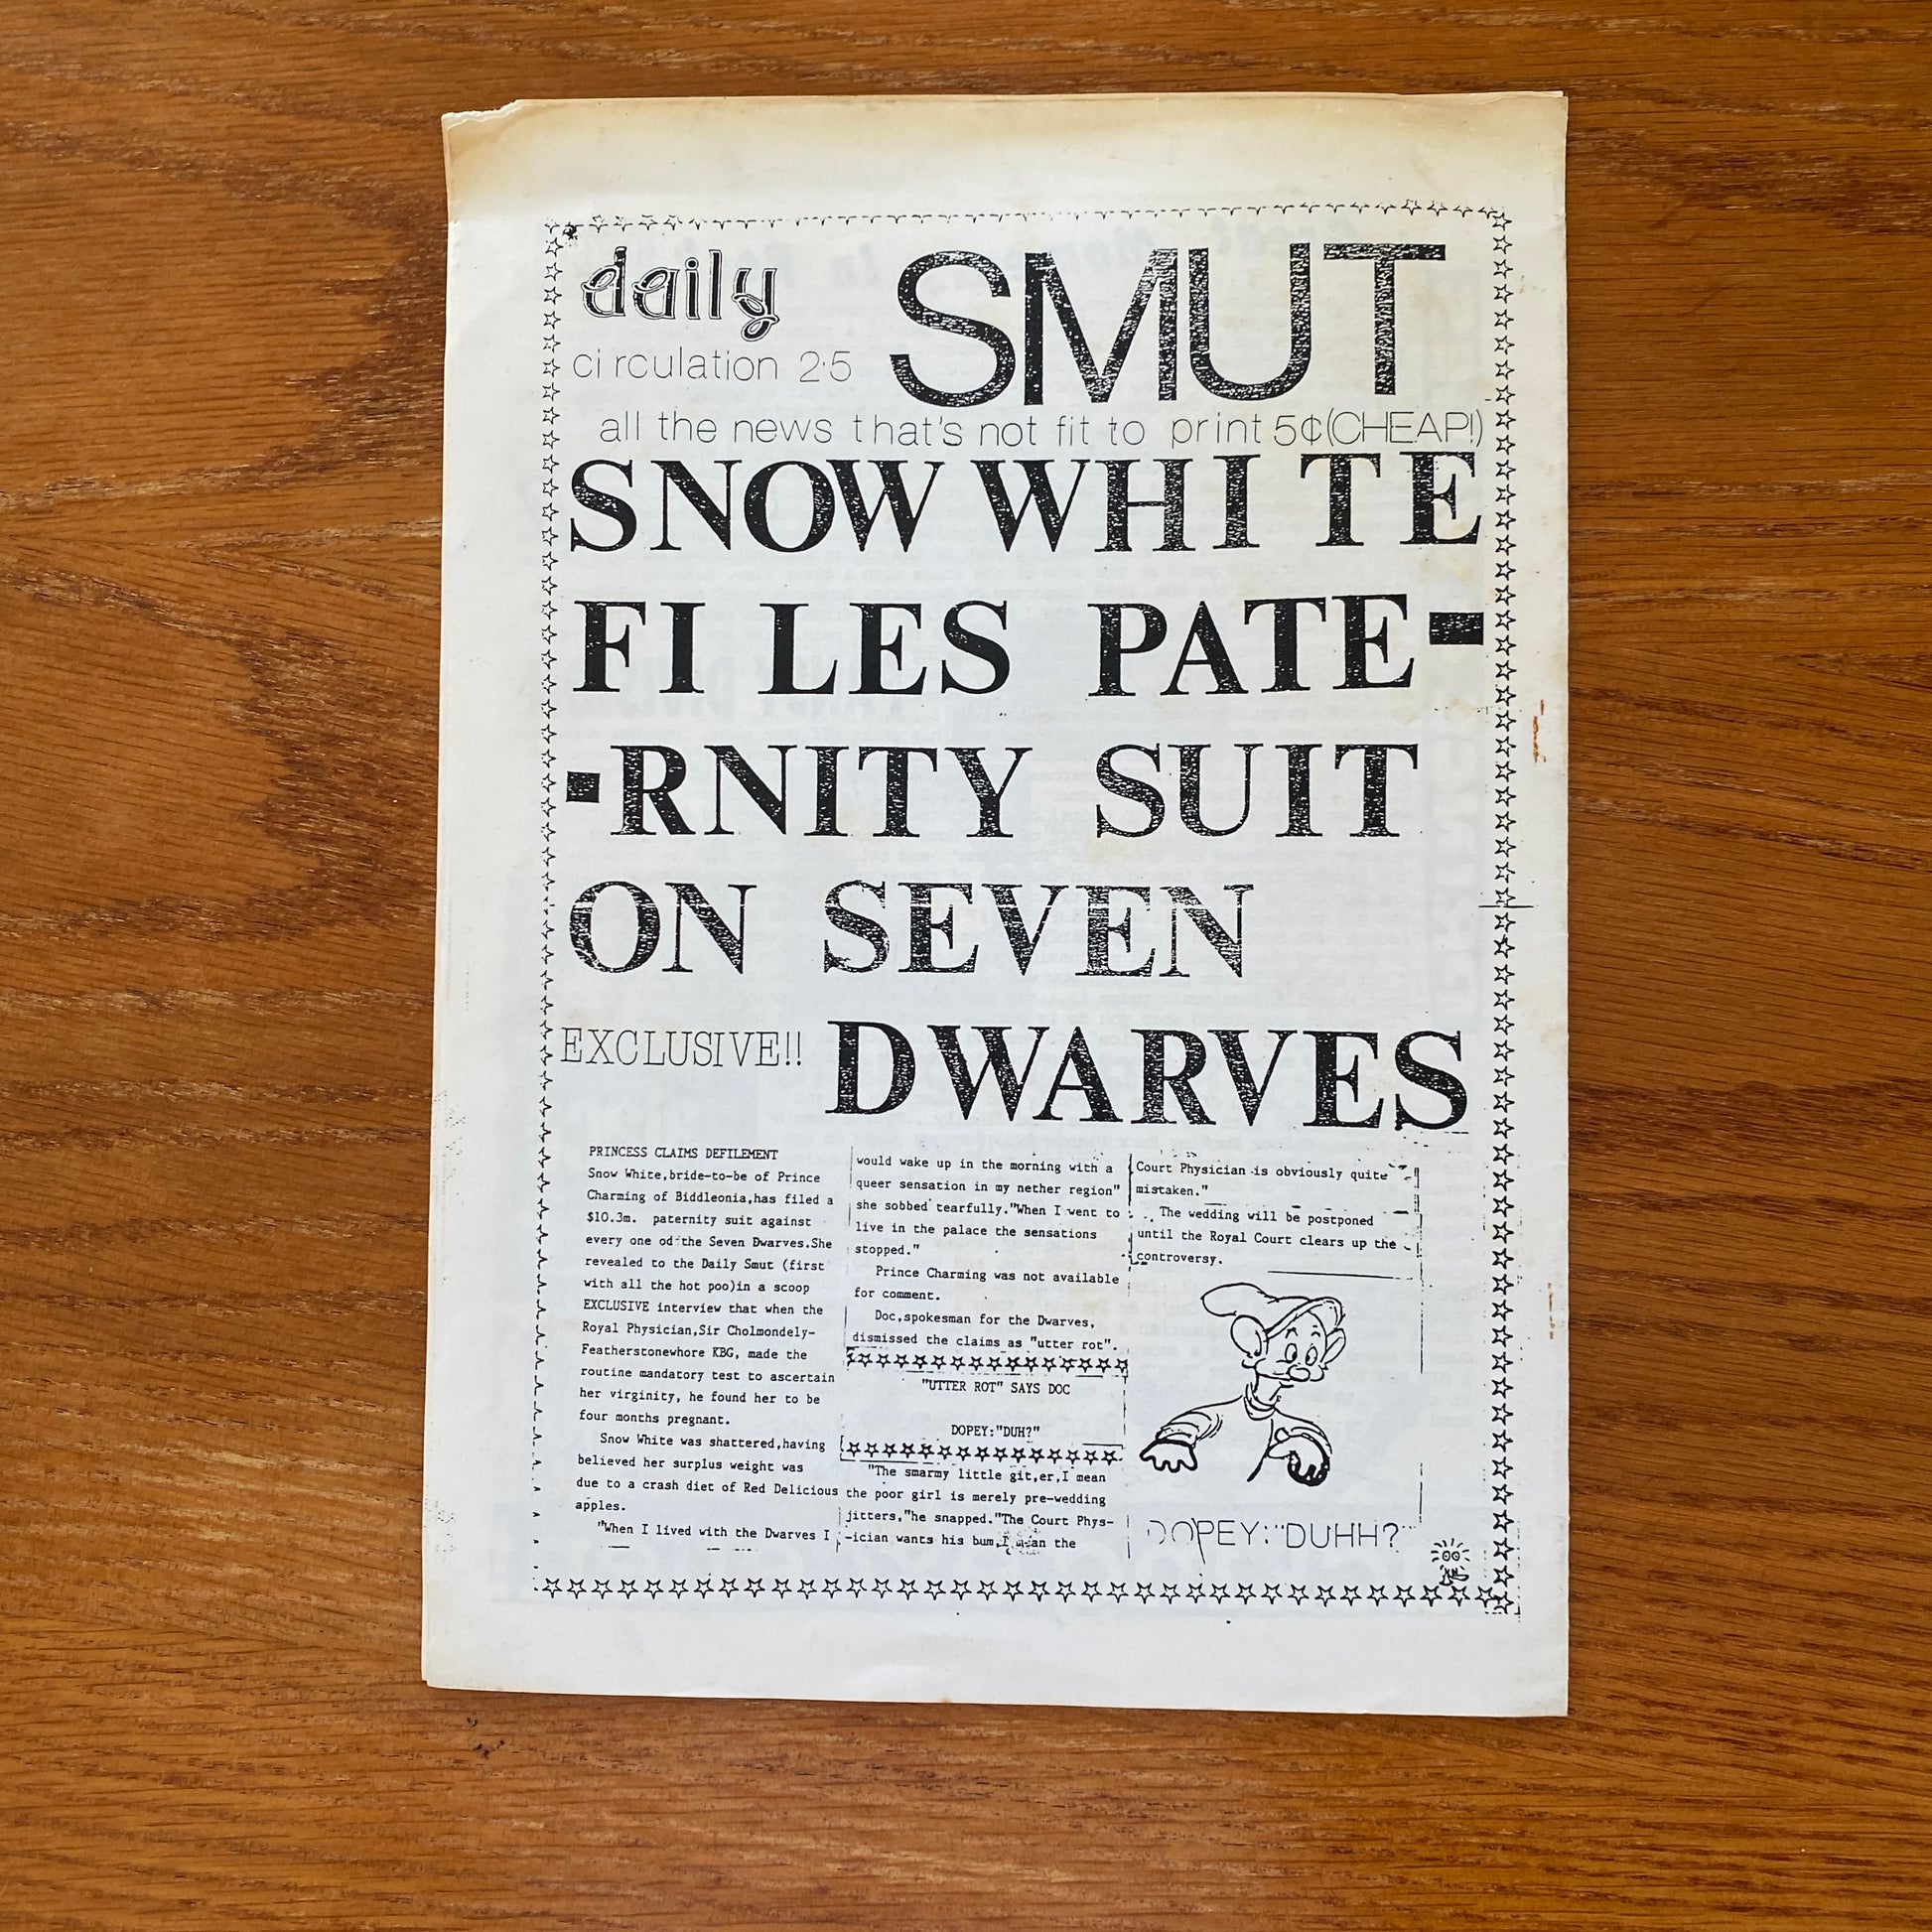 daily SMUT
circulation 2·5
all the news that's not fit to print 5¢(CHEAP!)
SNOW WHITE
FILES PATE-
-RNITY SUIT
ON SEVEN
EXCLUSIVE!! DWARVES
PRINCESS CLAIMS DEFILEMENT
Snow White,bride-to-be of Prince
Charming of Biddleonia,has filed a
$10.3m. paternity suit against
every one od the Seven Dwarves.She
revealed to the Daily Smut (first
with all the hot poo)in a scoop
EXCLUSIVE interview that when the
Royal Physician,Sir Cholmondely-
Featherstonewhore KBG, made the
routine mandatory test to ascertain
her virginity, he found her to be
four months pregnant.
Snow White was shattered,having
believed her surplus weight was
due to a crash diet of Red Delicious
apples.
"When I lived with the Dwarves I
would wake up in the morning with a
queer sensation in my nether region"
she sobbed tearfully."When I went to
live in the palace the sensations
stopped."
Prince Charming was not available
for comment.
Doc,spokesman for the Dwarves,
dismissed the claims as "utter rot".
"UTTER ROT" SAYS DOC
DOPEY:"DUH?"
"The smarmy little git,er,I mean
the poor girl is merely pre-wedding
jitters,"he snapped."The Court Phys-
-ician wants his bum,I mean the
Court Physician is obviously quite
mistaken."
The wedding will be postponed
until the Royal Court clears up the
controversy.
DOPEY:"DUHH?"